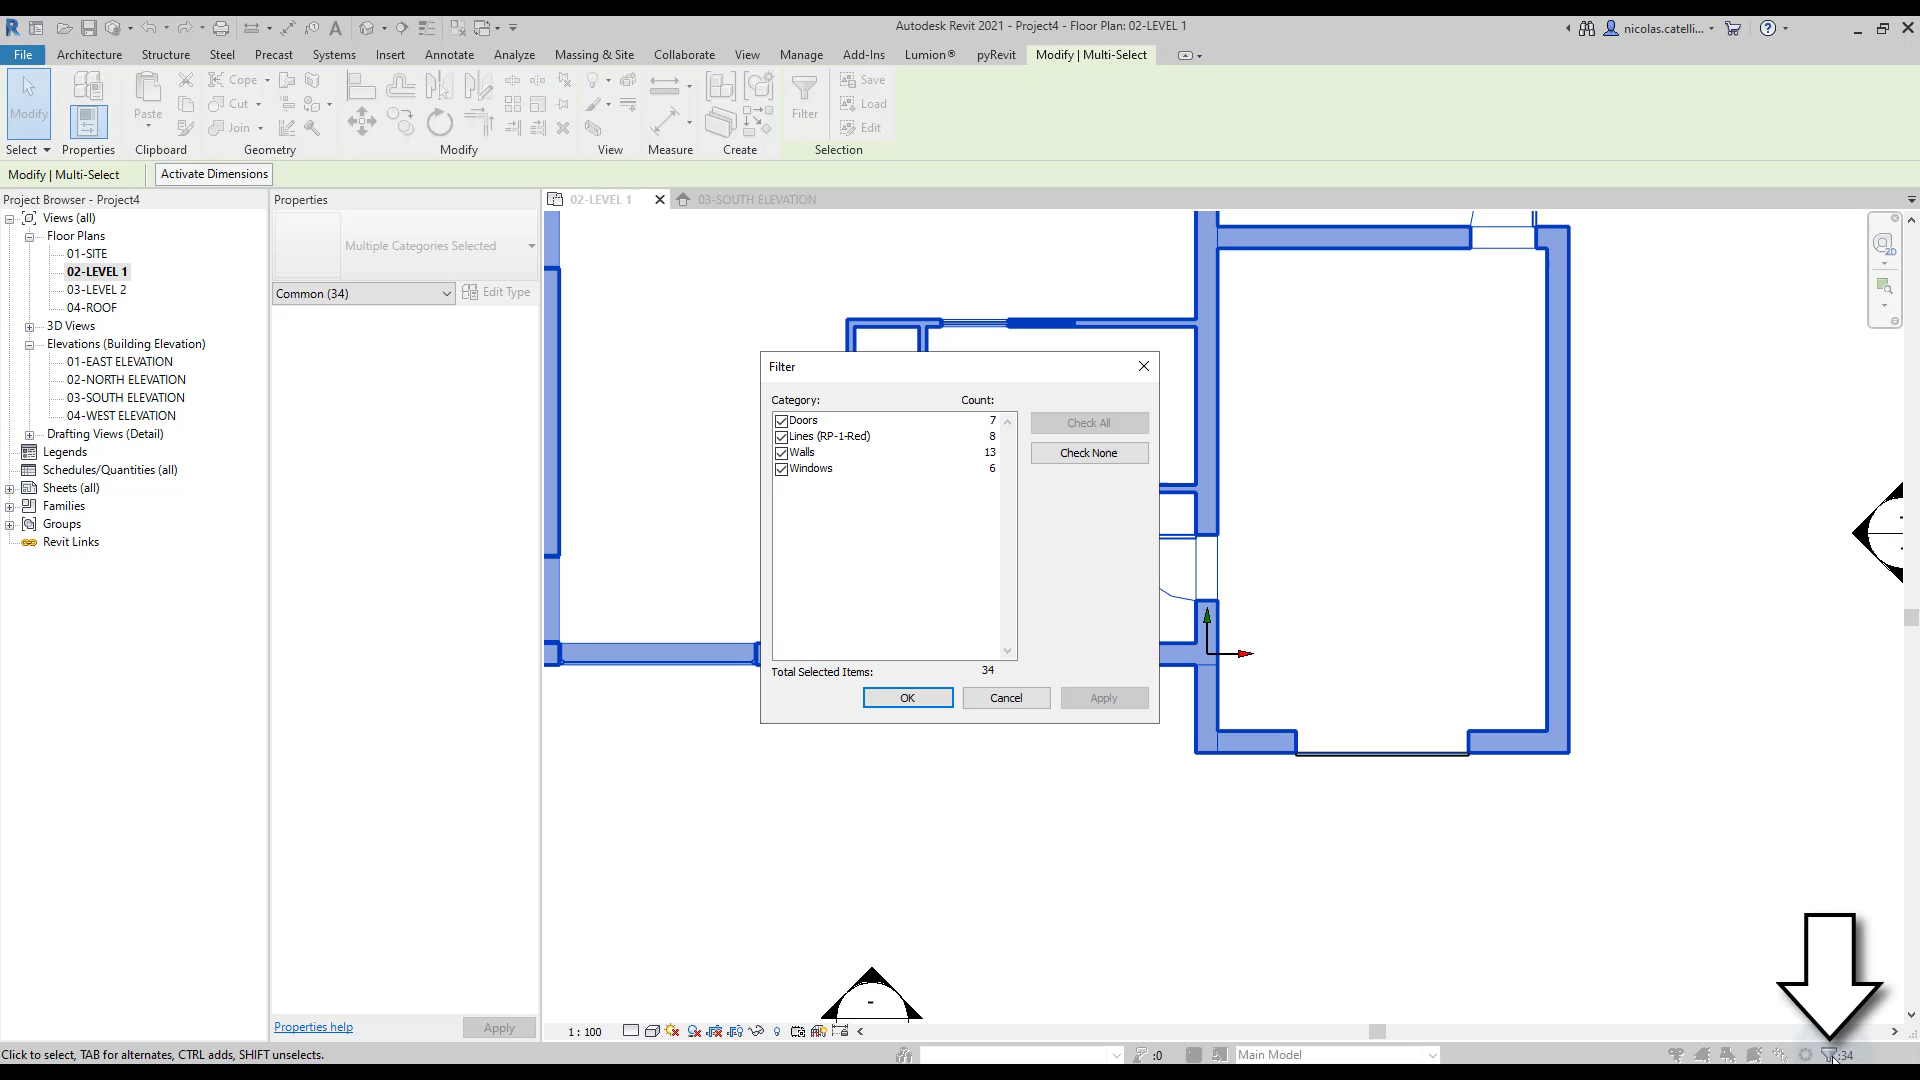 Autodesk Revit 2021 - Project4 - Floor Plan: 02-LEVEL 1
nicolas.catelli...
File Architecture Structure Steel Precast Systems Insert Annotate Analyze Massing & Site Collaborate View Manage Add-Ins Lumion® pyRevit Modify | Multi-Select
Modify
Paste
Cope
Cut
Join
Filter
Save
Load
Edit
Select Properties Clipboard Geometry Modify View Measure Create Selection
Modify | Multi-Select Activate Dimensions
Project Browser - Project4
Views (all)
Floor Plans
01-SITE
02-LEVEL 1
03-LEVEL 2
04-ROOF
3D Views
Elevations (Building Elevation)
01-EAST ELEVATION
02-NORTH ELEVATION
03-SOUTH ELEVATION
04-WEST ELEVATION
Drafting Views (Detail)
Legends
Schedules/Quantities (all)
Sheets (all)
Families
Groups
Revit Links
Properties
Multiple Categories Selected
Common (34) Edit Type
Properties help Apply
02-LEVEL 1 03-SOUTH ELEVATION
2D
Filter
Category: Count:
Doors 7
Lines (RP-1-Red) 8
Walls 13
Windows 6
Check All
Check None
Total Selected Items: 34
OK Cancel Apply
1 : 100
Click to select, TAB for alternates, CTRL adds, SHIFT unselects.
:0
Main Model
:34